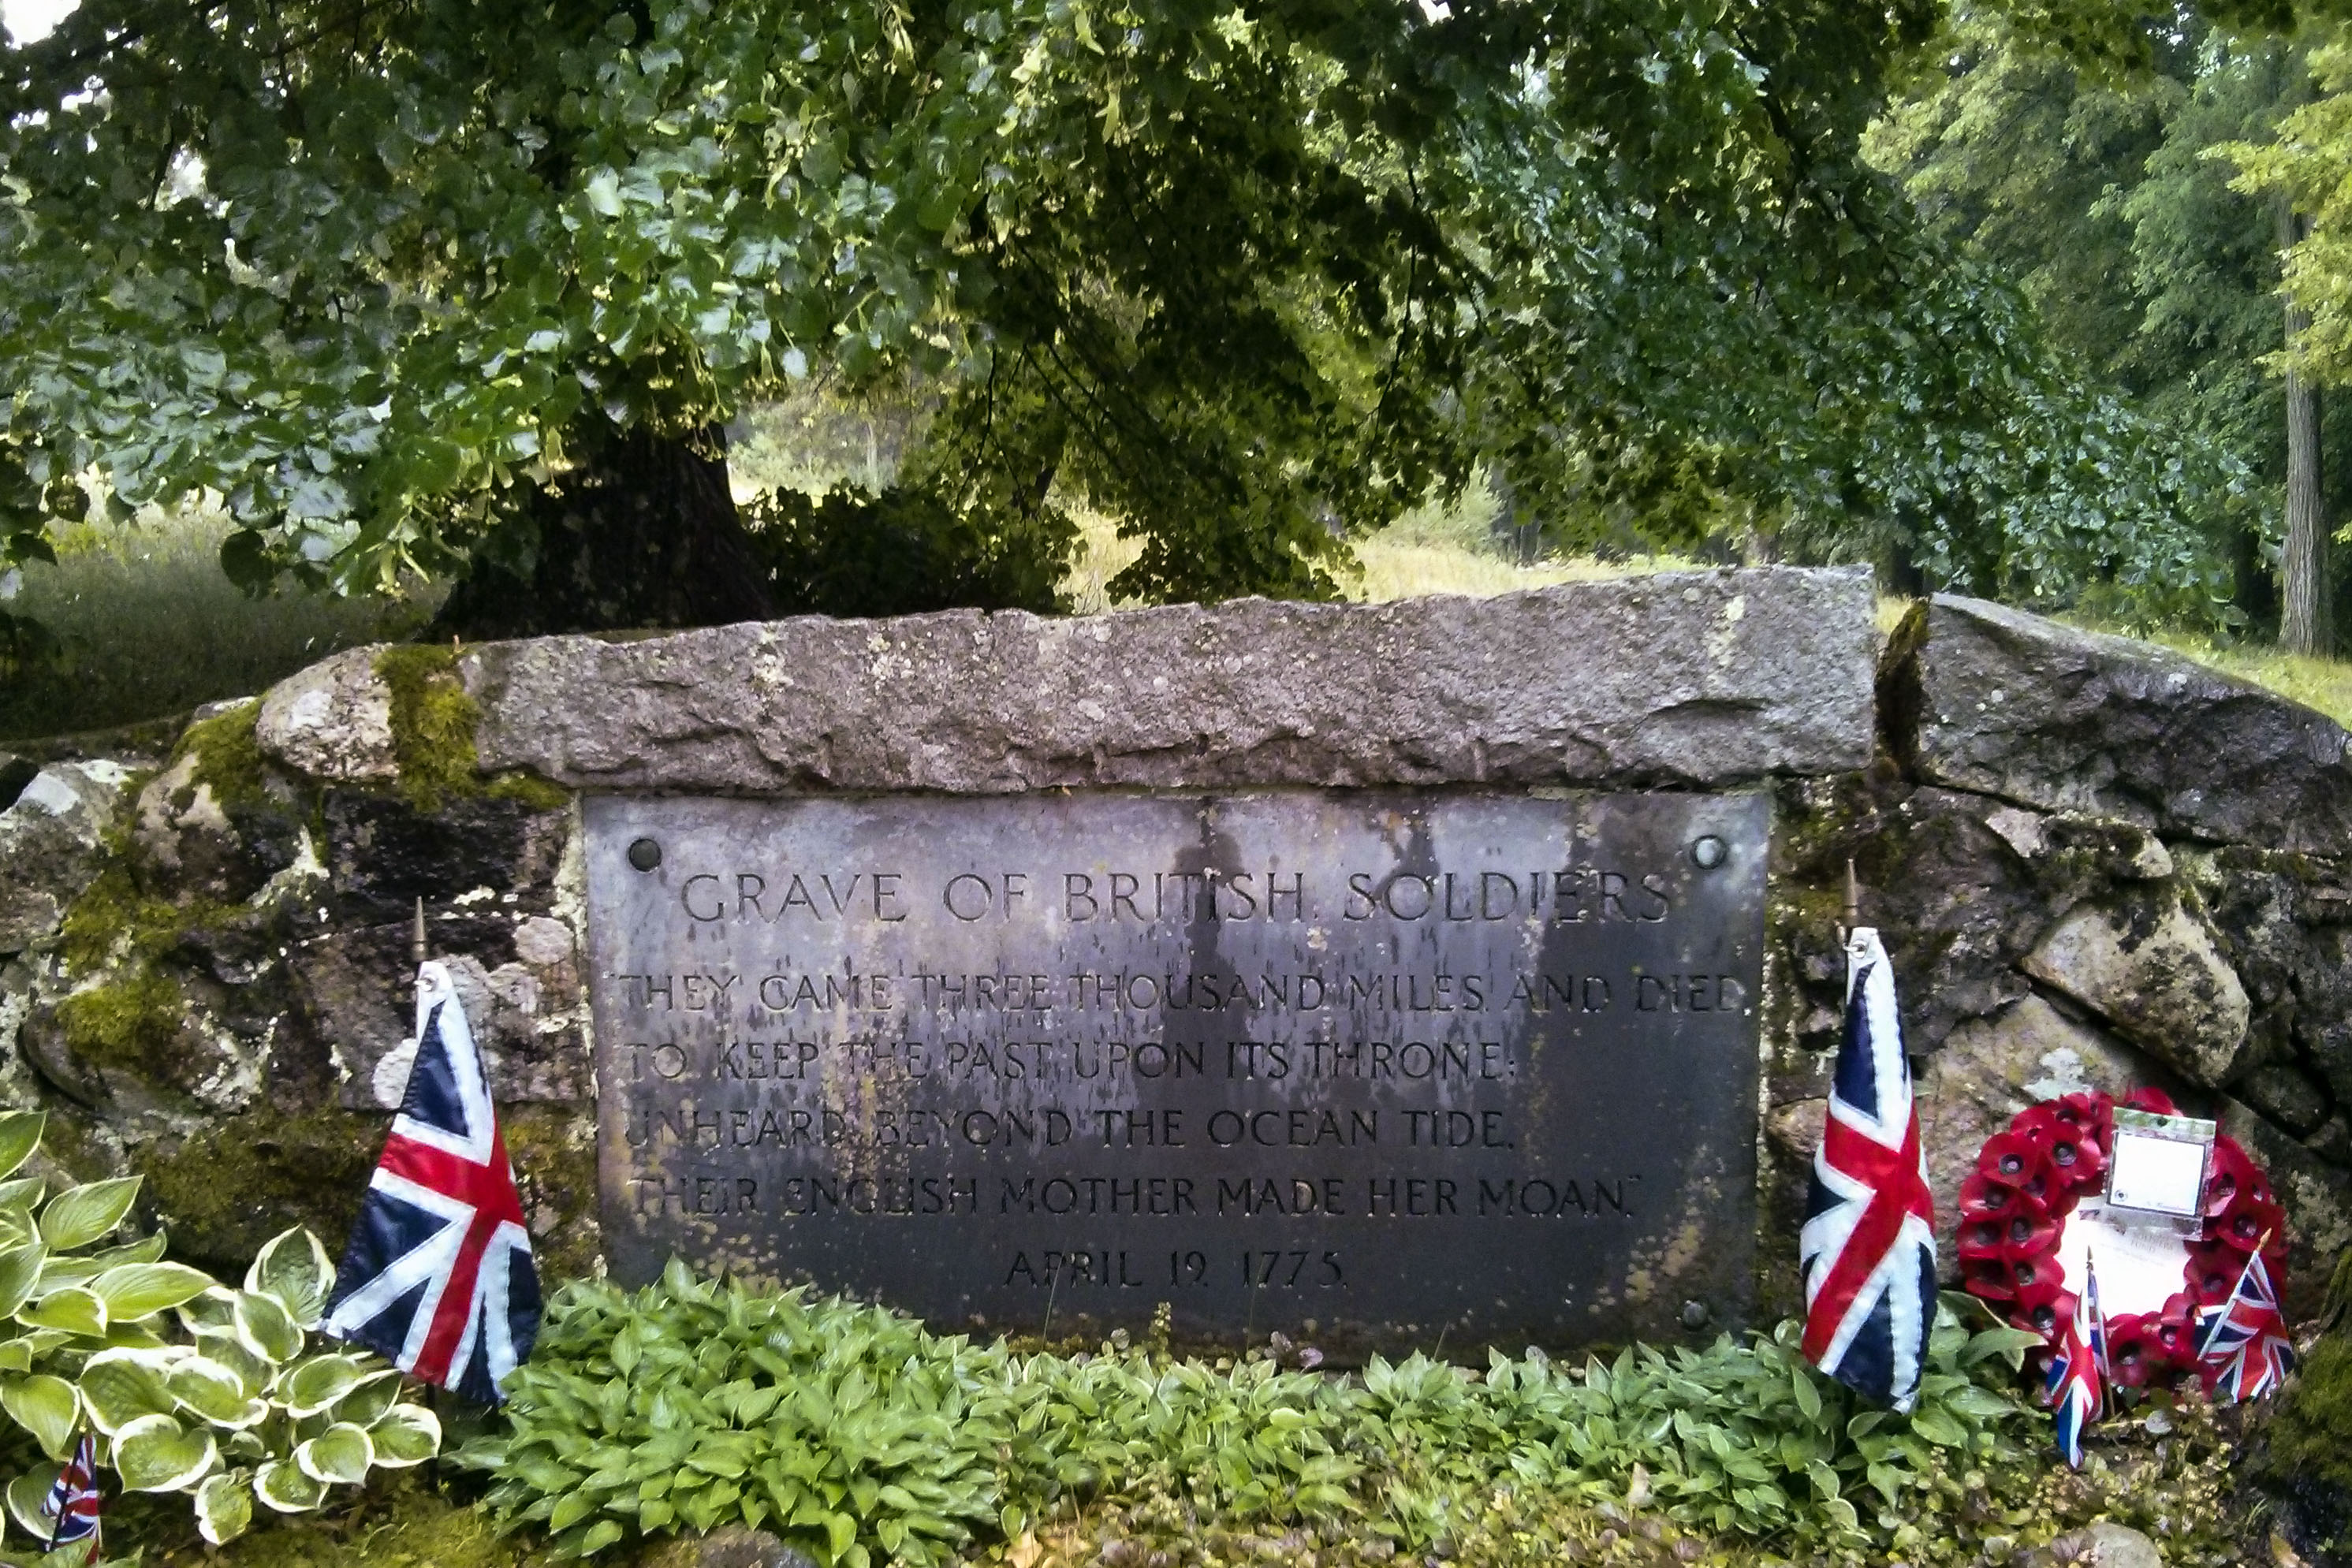 GRAVE OF BRITISH SOLDIERS
"THEY CAME THREE THOUSAND MILES, AND DIED,
TO KEEP THE PAST UPON ITS THRONE;
UNHEARD, BEYOND THE OCEAN TIDE,
THEIR ENGLISH MOTHER MADE HER MOAN."
APRIL 19, 1775.